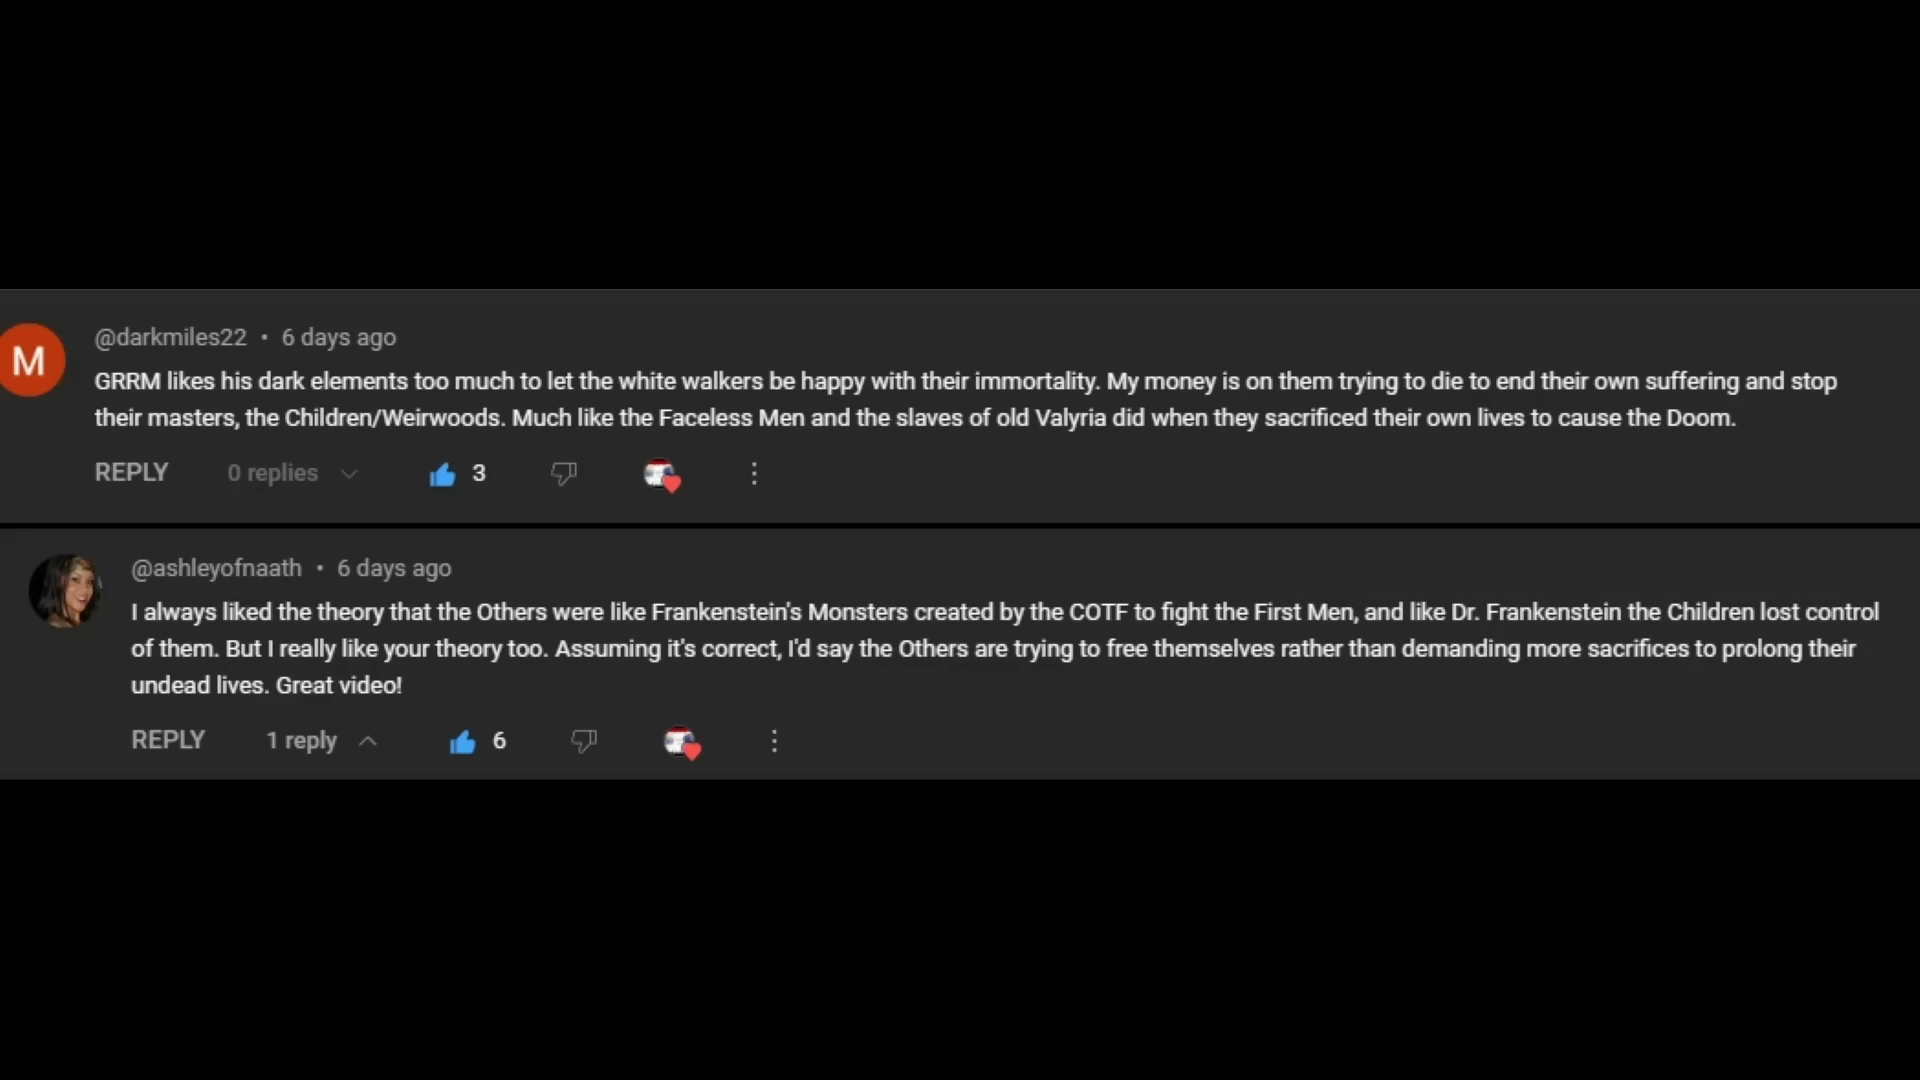 M
@darkmiles22 • 6 days ago
GRRM likes his dark elements too much to let the white walkers be happy with their immortality. My money is on them trying to die to end their own suffering and stop
their masters, the Children/Weirwoods. Much like the Faceless Men and the slaves of old Valyria did when they sacrificed their own lives to cause the Doom.
REPLY 0 replies 3
@ashleyofnaath • 6 days ago
I always liked the theory that the Others were like Frankenstein's Monsters created by the COTF to fight the First Men, and like Dr. Frankenstein the Children lost control
of them. But I really like your theory too. Assuming it's correct, I'd say the Others are trying to free themselves rather than demanding more sacrifices to prolong their
undead lives. Great video!
REPLY 1 reply 6